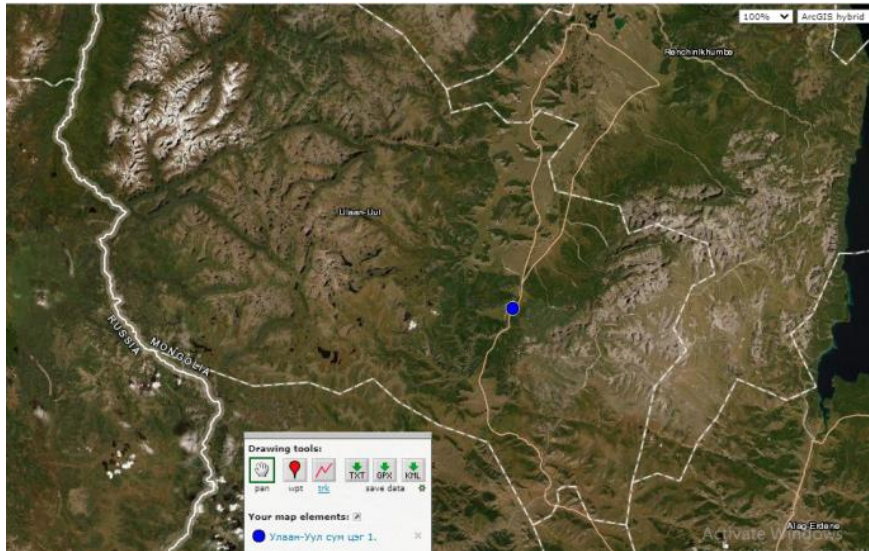 100% ArcGIS hybrid
Renchinlkhumbe
Ulaan-Uul
RUSSIA
MONGOLIA
Drawing tools:
pan wpt trk TXT GPX KML
save data
Your map elements:
Улаан-Уул сум цэг 1.
Alag-Erdene
Activate Windows